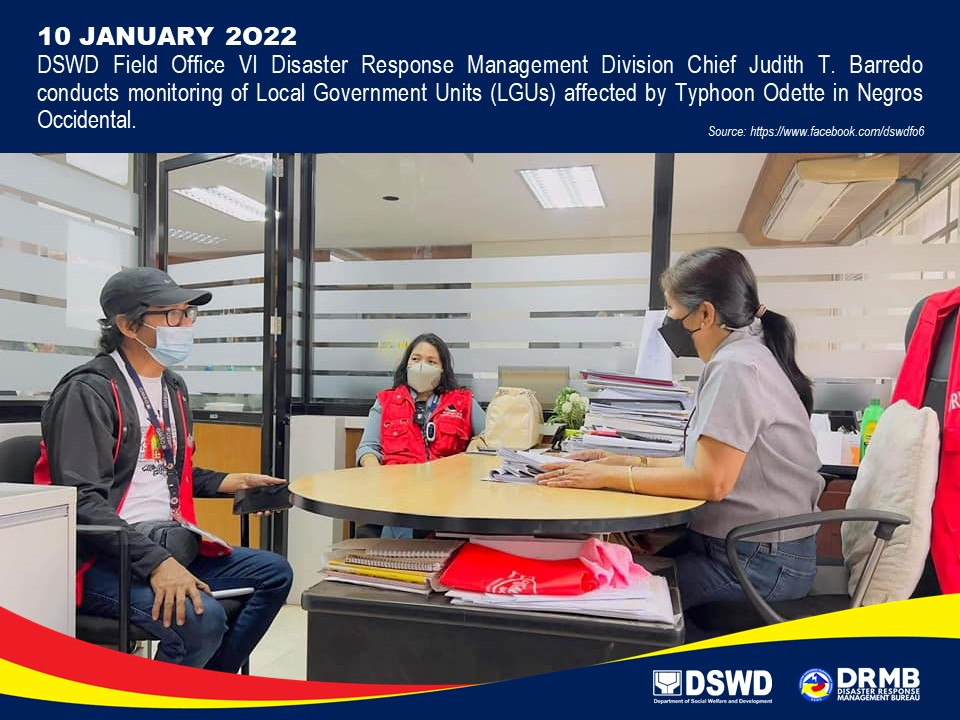 10 JANUARY 2022
DSWD Field Office VI Disaster Response Management Division Chief Judith T. Barredo
conducts monitoring of Local Government Units (LGUs) affected by Typhoon Odette in Negros
Occidental.
Source: https://www.facebook.com/dswdfo6
DSWD
Department of Social Welfare and Development
DRMB
DISASTER RESPONSE
MANAGEMENT BUREAU